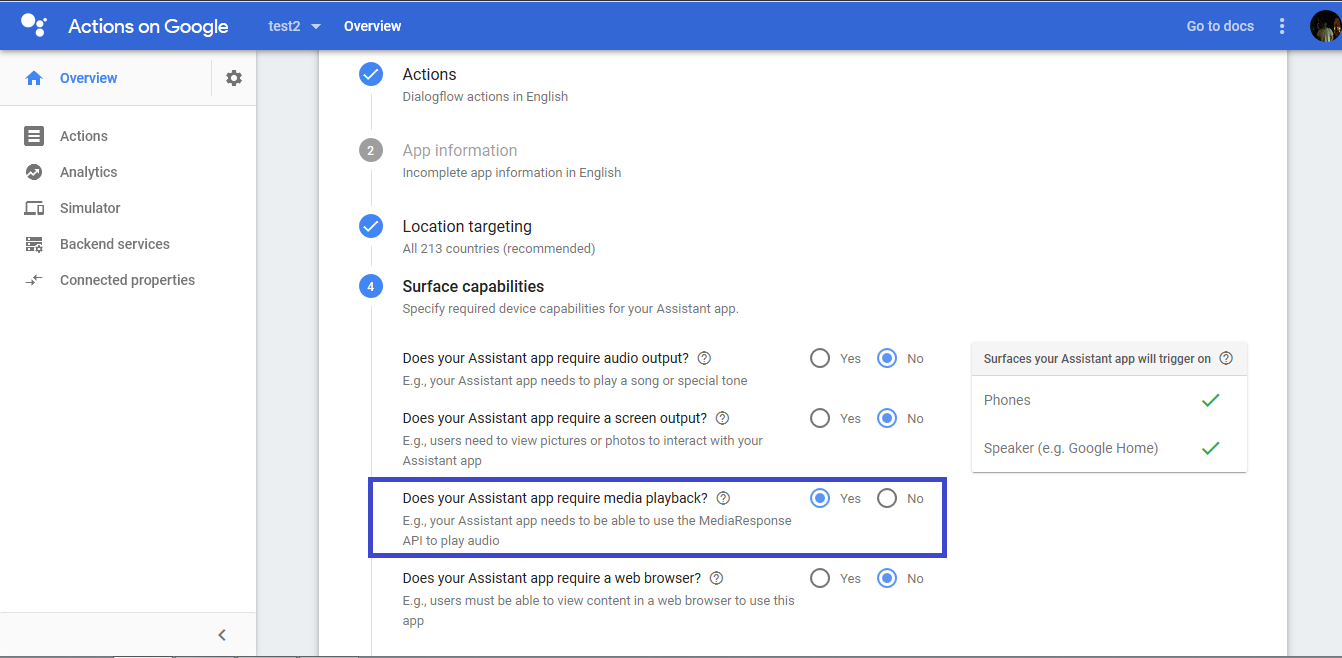 Actions on Google
test2
Overview
Go to docs
Overview
Actions
Analytics
Simulator
Backend services
Connected properties
Actions
Dialogflow actions in English
2
App information
Incomplete app information in English
Location targeting
All 213 countries (recommended)
4
Surface capabilities
Specify required device capabilities for your Assistant app.
Does your Assistant app require audio output? ?
Yes No
E.g., your Assistant app needs to play a song or special tone
Does your Assistant app require a screen output? ?
Yes No
E.g., users need to view pictures or photos to interact with your
Assistant app
Does your Assistant app require media playback? ?
Yes No
E.g., your Assistant app needs to be able to use the MediaResponse
API to play audio
Does your Assistant app require a web browser? ?
Yes No
E.g., users must be able to view content in a web browser to use this
app
Surfaces your Assistant app will trigger on ?
Phones
Speaker (e.g. Google Home)